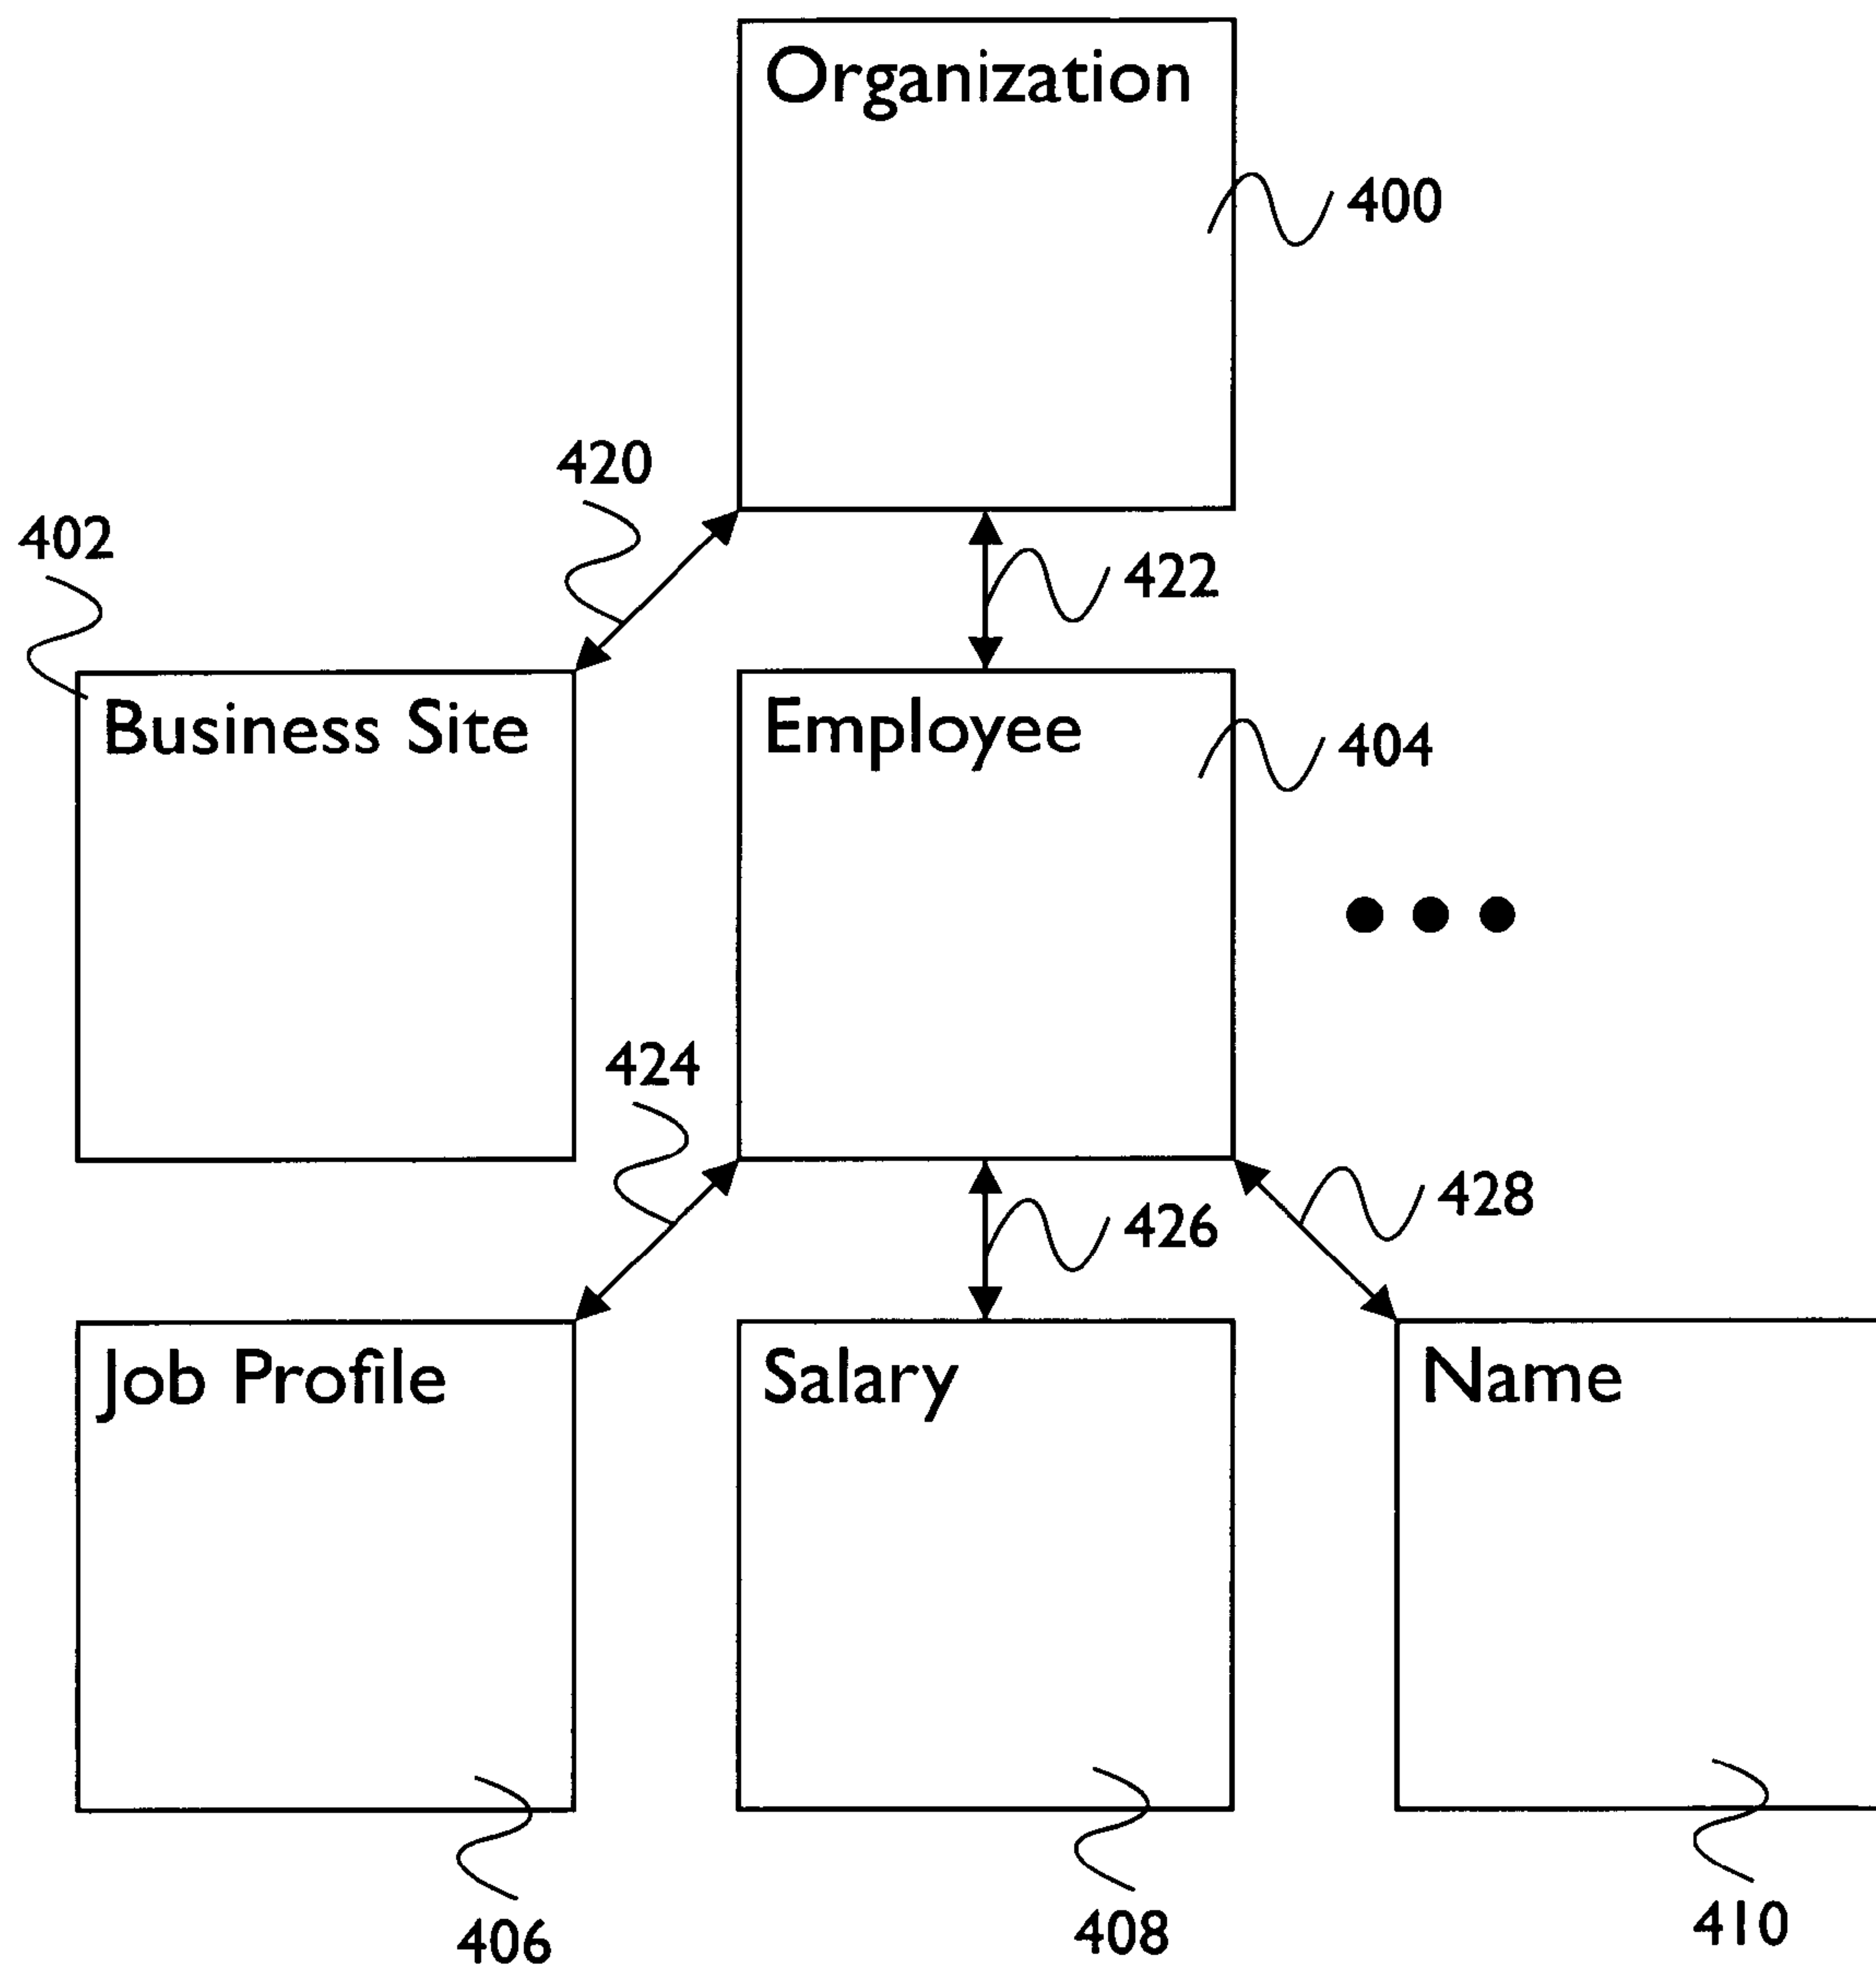 Organization
400
420
402
422
Business Site
Employee
404
424
428
426
Job Profile
Salary
Name
406
408
410